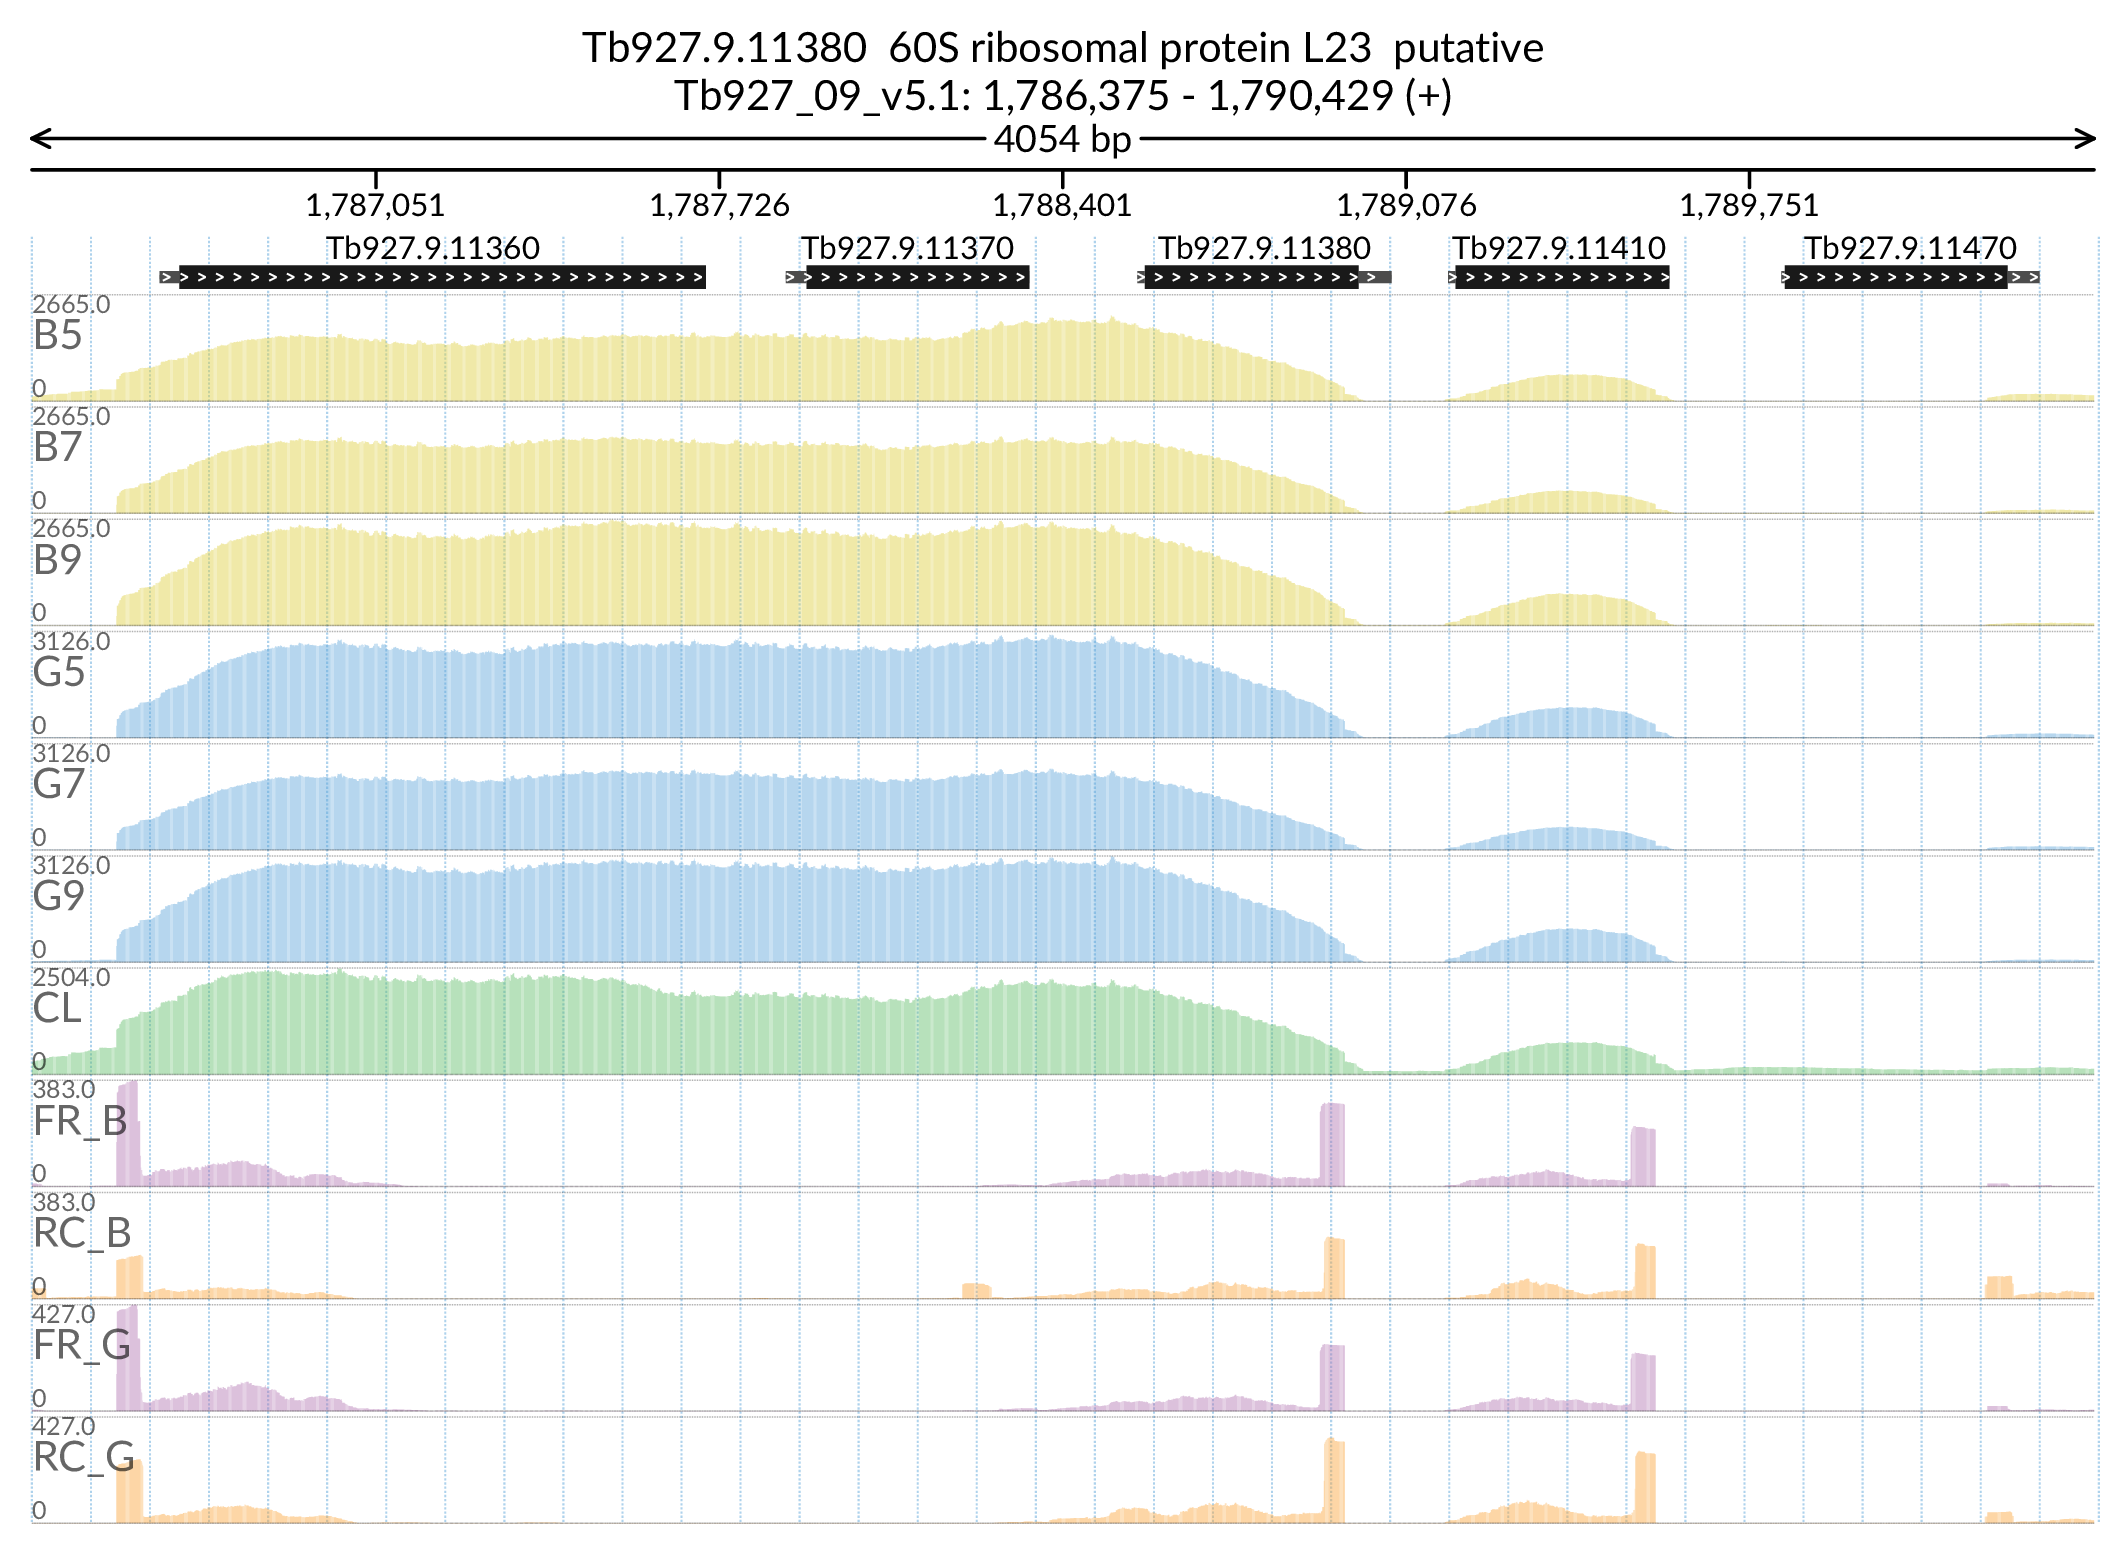 Tb927.9.11380  60S ribosomal protein L23  putative
Tb927_09_v5.1: 1,786,375 - 1,790,429 (+)
4054 bp
1,787,051 1,787,726 1,788,401 1,789,076 1,789,751
Tb927.9.11360 Tb927.9.11370 Tb927.9.11380 Tb927.9.11410 Tb927.9.11470
2665.0
B5
0
2665.0
B7
0
2665.0
B9
0
3126.0
G5
0
3126.0
G7
0
3126.0
G9
0
2504.0
CL
0
383.0
FR_B
0
383.0
RC_B
0
427.0
FR_G
0
427.0
RC_G
0